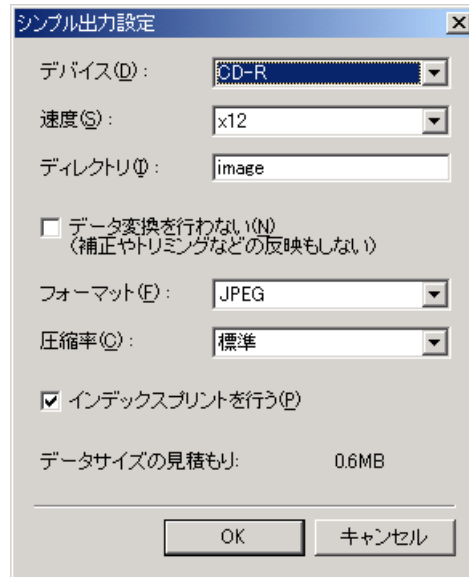 シンプル出力設定
デバイス(D): CD-R
速度(S): x12
ディレクトリ(I): image
データ変換を行わない(N)
(補正やトリミングなどの反映もしない)
フォーマット(F): JPEG
圧縮率(C): 標準
インデックスプリントを行う(P)
データサイズの見積もり: 0.6MB
OK キャンセル